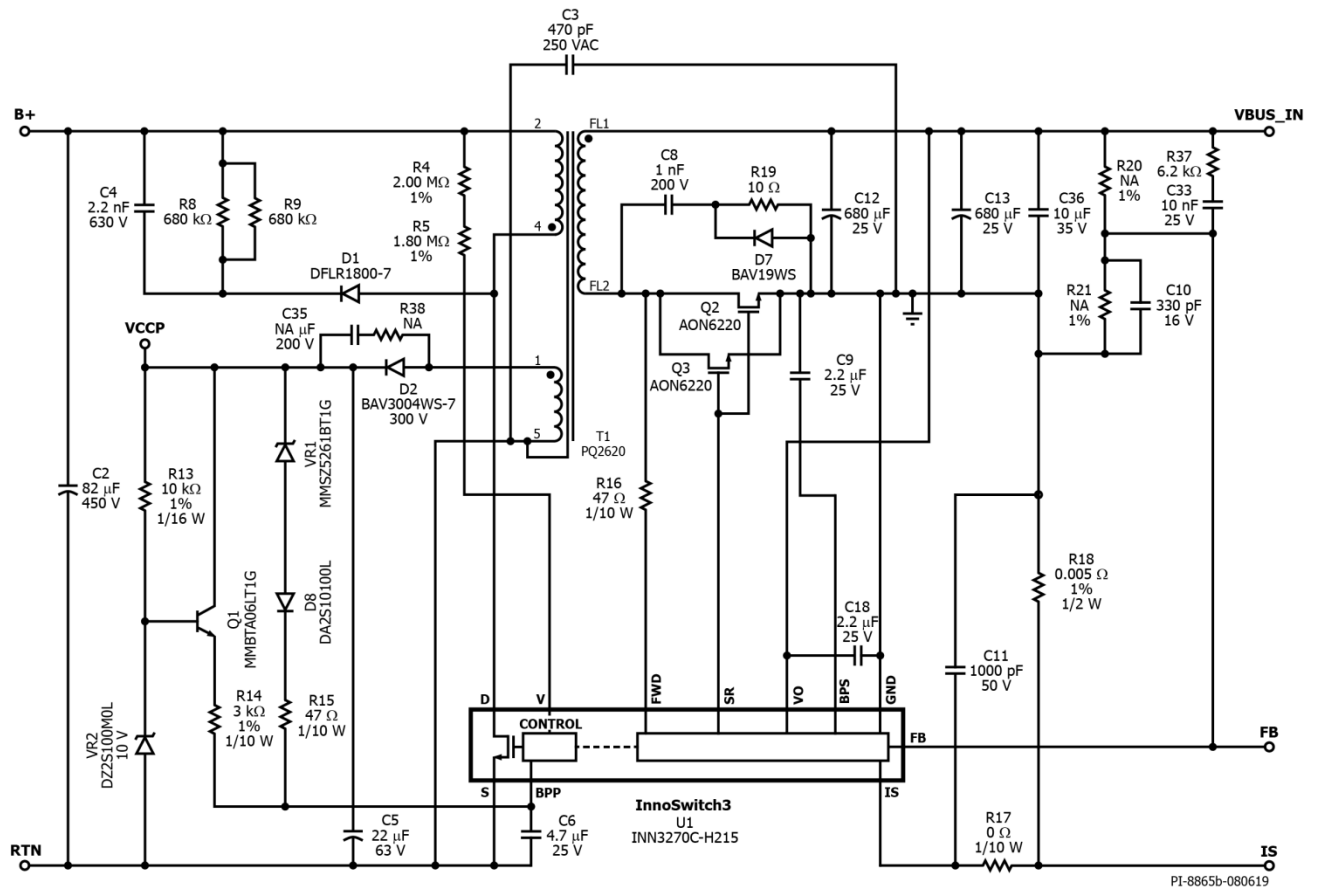 C3
470 pF
250 VAC
B+
2
FL1
VBUS_IN
R4
2.00 MΩ
1%
C8
1 nF
200 V
R19
10 Ω
R20
NA
1%
R37
6.2 kΩ
C33
10 nF
25 V
C4
2.2 nF
630 V
R8
680 kΩ
R9
680 kΩ
R5
1.80 MΩ
1%
4
C12
680 µF
25 V
C13
680 µF
25 V
C36
10 µF
35 V
D7
BAV19WS
D1
DFLR1800-7
FL2
R21
NA
1%
C10
330 pF
16 V
VCCP
C35
NA µF
200 V
R38
NA
Q2
AON6220
1
D2
BAV3004WS-7
300 V
Q3
AON6220
C9
2.2 µF
25 V
5
T1
PQ2620
VR1
MMSZ5261BT1G
C2
82 µF
450 V
R13
10 kΩ
1%
1/16 W
R16
47 Ω
1/10 W
R18
0.005 Ω
1%
1/2 W
Q1
MMBTA06LT1G
D8
DA2S10100L
C18
2.2 µF
25 V
C11
1000 pF
50 V
R14
3 kΩ
1%
1/10 W
R15
47 Ω
1/10 W
VR2
DZ2S100M0L
10 V
D
V
FWD
SR
VO
BPS
GND
CONTROL
FB
FB
S
BPP
IS
InnoSwitch3
U1
INN3270C-H215
C5
22 µF
63 V
C6
4.7 µF
25 V
R17
0 Ω
1/10 W
RTN
IS
PI-8865b-080619